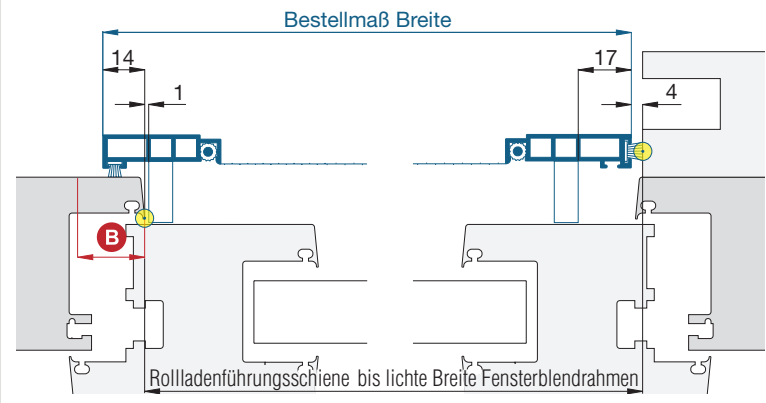 Bestellmaß Breite
14
17
1
4
B
Rollladenführungsschiene bis lichte Breite Fensterblendrahmen